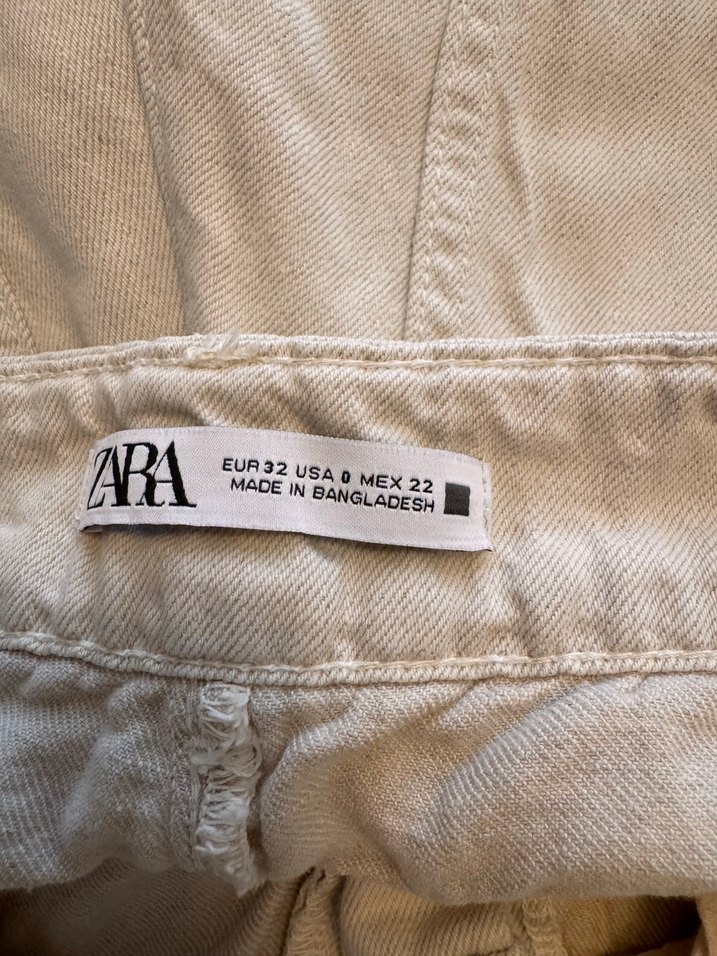 ZARA
EUR 32 USA 0 MEX 22
MADE IN BANGLADESH